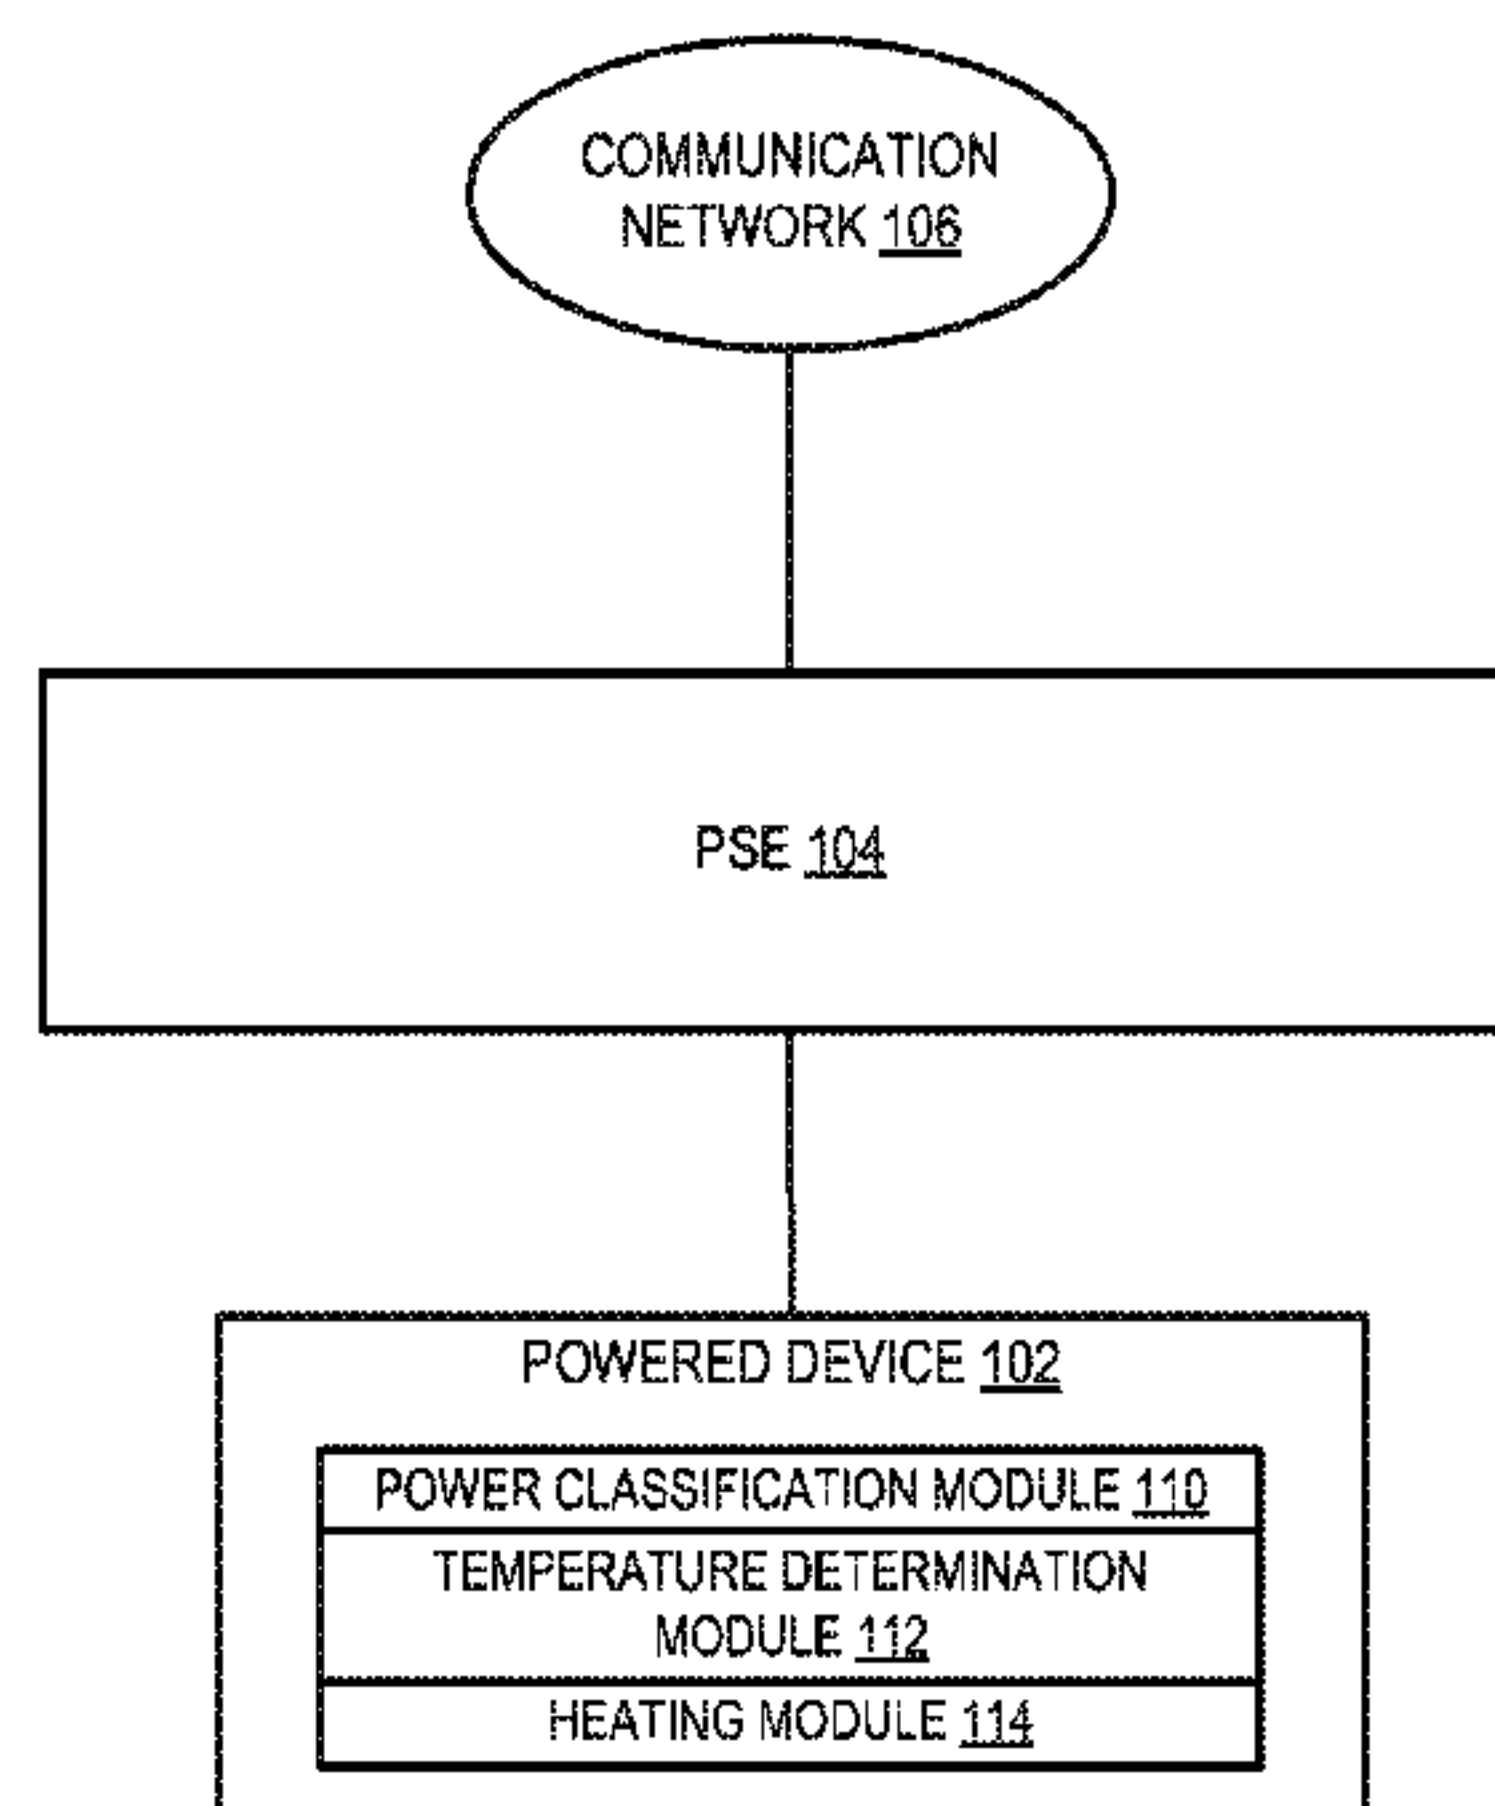 COMMUNICATION
NETWORK 106
PSE 104
POWERED DEVICE 102
POWER CLASSIFICATION MODULE 110
TEMPERATURE DETERMINATION
MODULE 112
HEATING MODULE 114